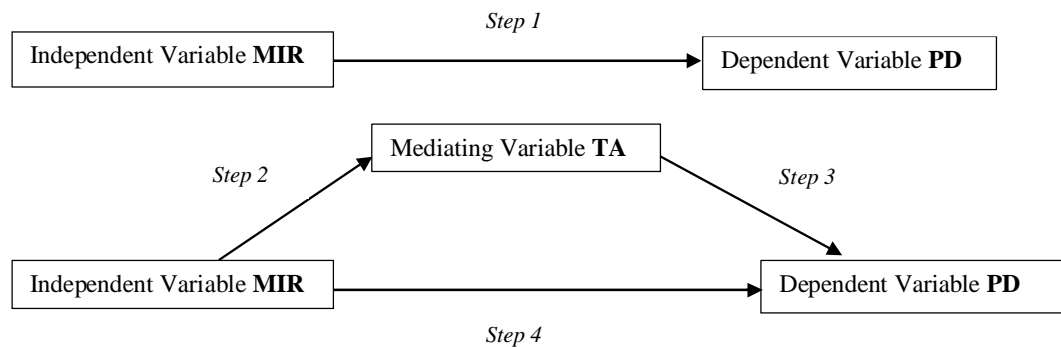 Step 1
Independent Variable MIR
Dependent Variable PD
Mediating Variable TA
Step 2
Step 3
Independent Variable MIR
Dependent Variable PD
Step 4